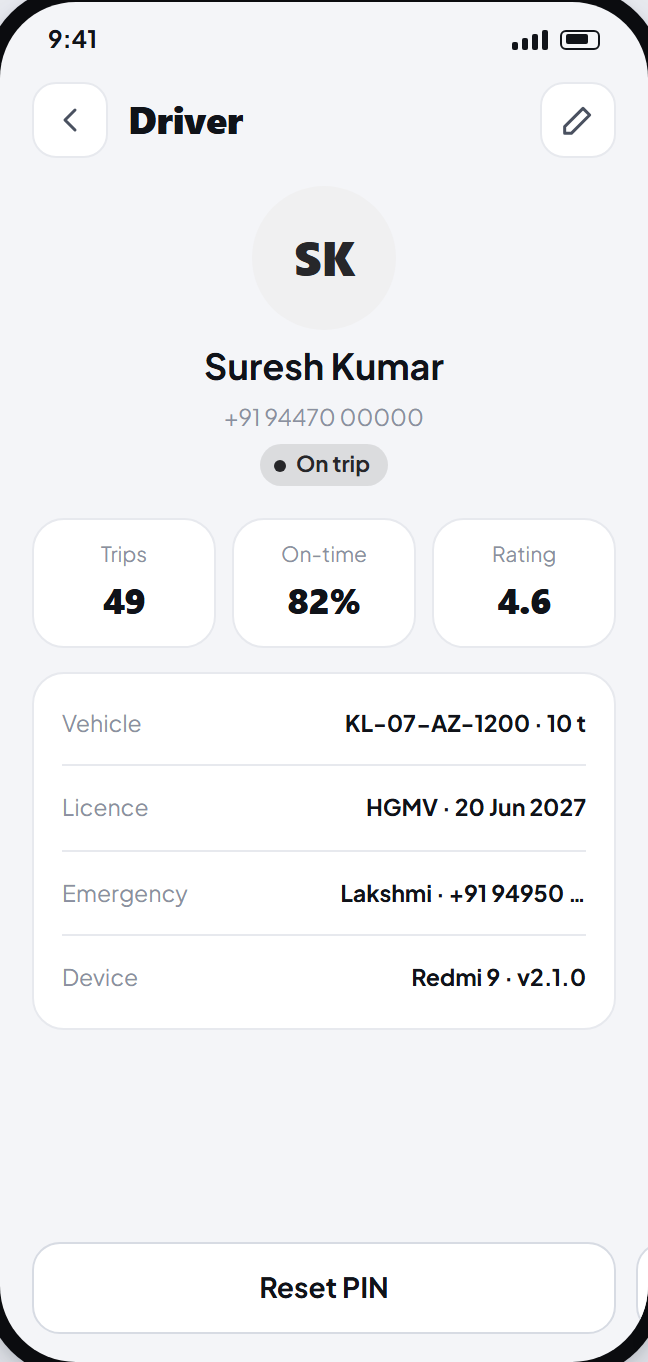 9:41
Driver
SK
Suresh Kumar
+91 94470 00000
On trip
Trips
49
On-time
82%
Rating
4.6
Vehicle
KL-07-AZ-1200 · 10 t
Licence
HGMV · 20 Jun 2027
Emergency
Lakshmi · +91 94950 ...
Device
Redmi 9 · v2.1.0
Reset PIN